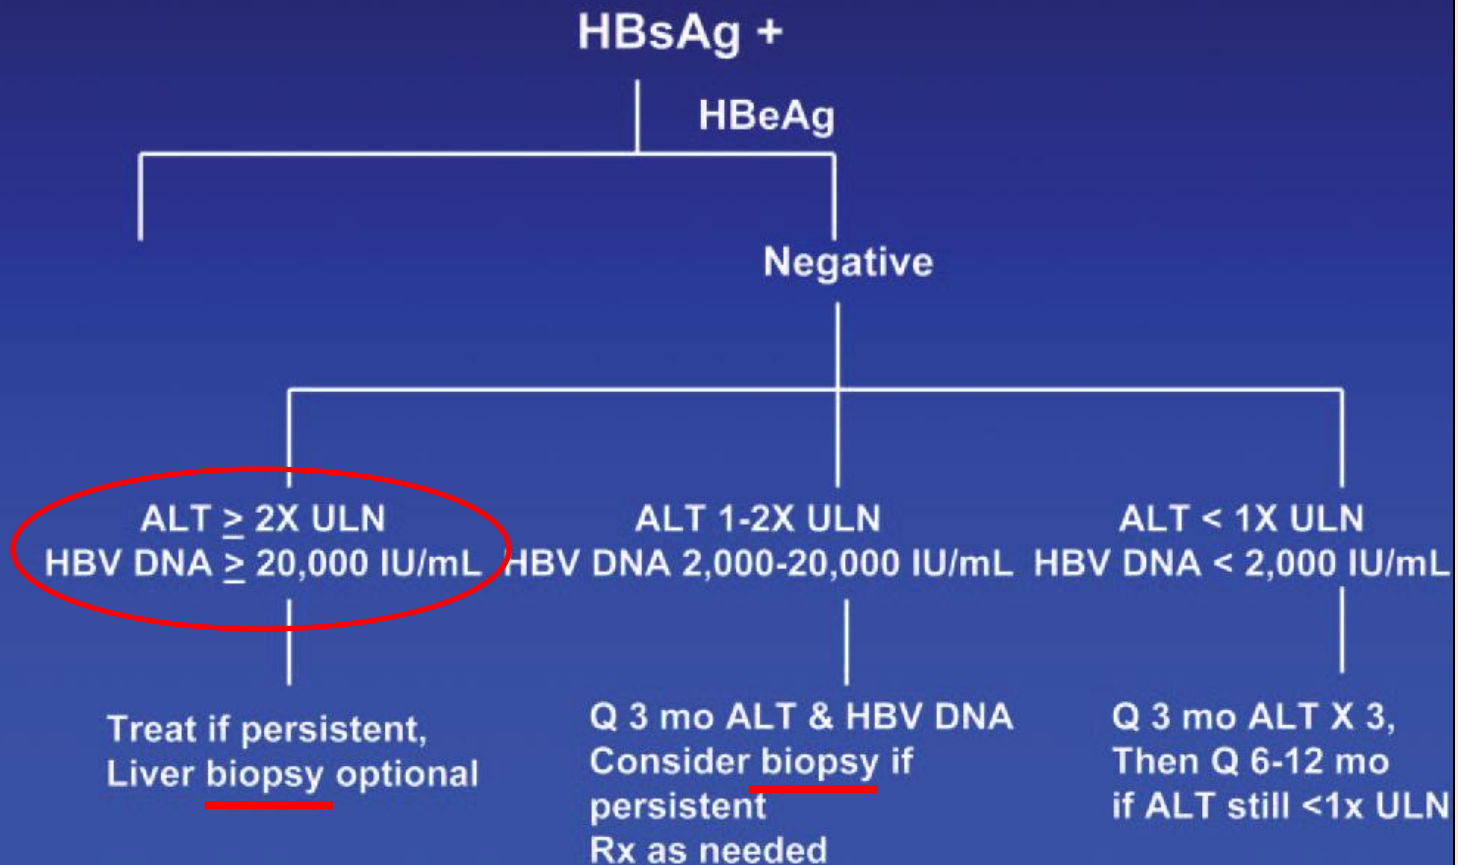 HBsAg +
HBeAg
Negative
ALT ≥ 2X ULN
HBV DNA ≥ 20,000 IU/mL
ALT 1-2X ULN
HBV DNA 2,000-20,000 IU/mL
ALT < 1X ULN
HBV DNA < 2,000 IU/mL
Treat if persistent,
Liver biopsy optional
Q 3 mo ALT & HBV DNA
Consider biopsy if
persistent
Rx as needed
Q 3 mo ALT X 3,
Then Q 6-12 mo
if ALT still <1x ULN